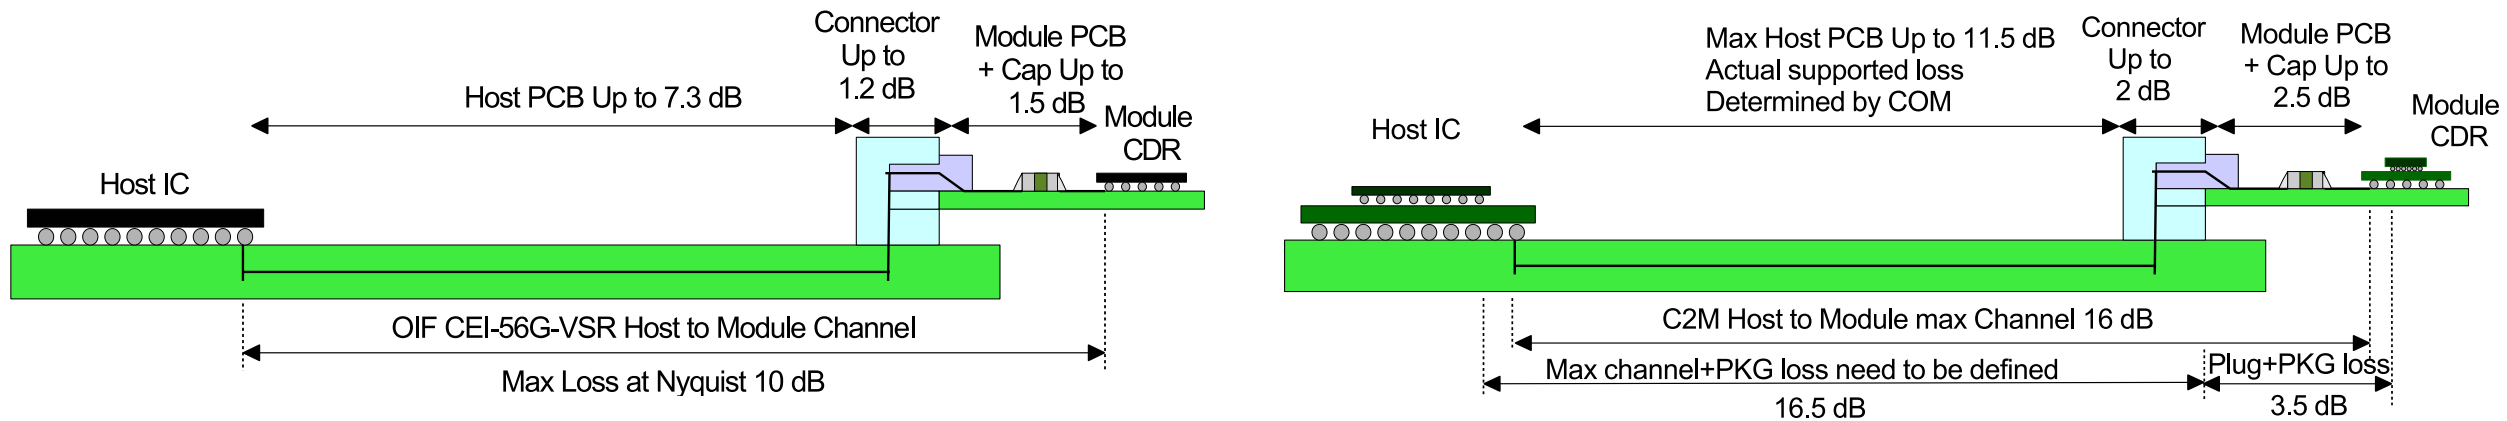 Connector
Up to
1.2 dB
Module PCB
+ Cap Up to
1.5 dB
Host PCB Up to 7.3 dB
Module
CDR
Host IC
OIF CEI-56G-VSR Host to Module Channel
Max Loss at Nyquist 10 dB
Max Host PCB Up to 11.5 dB
Actual supported loss
Determined by COM
Connector
Up to
2 dB
Module PCB
+ Cap Up to
2.5 dB
Module
CDR
Host IC
C2M Host to Module max Channel 16 dB
Max channel+PKG loss need to be defined
16.5 dB
Plug+PKG loss
3.5 dB